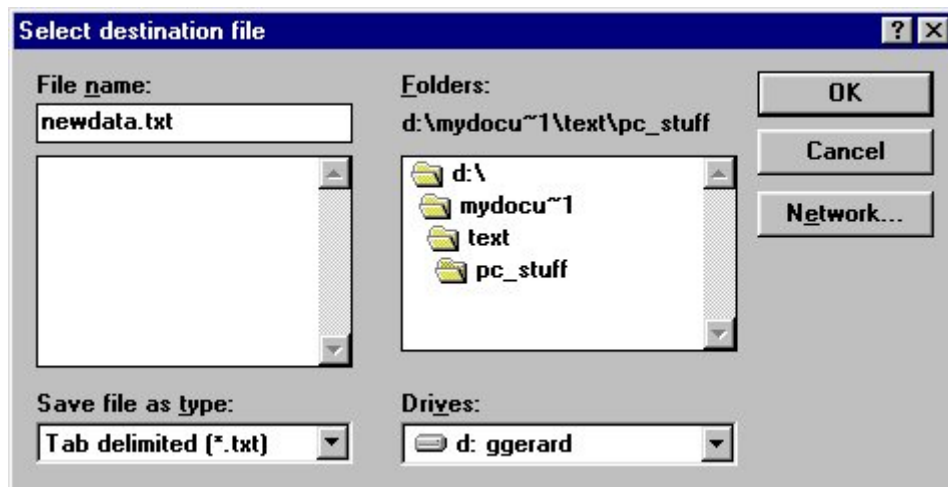 Select destination file
File name:
newdata.txt
Folders:
d:\mydocu~1\text\pc_stuff
d:\
mydocu~1
text
pc_stuff
OK
Cancel
Network...
Save file as type:
Tab delimited (*.txt)
Drives:
d: ggerard